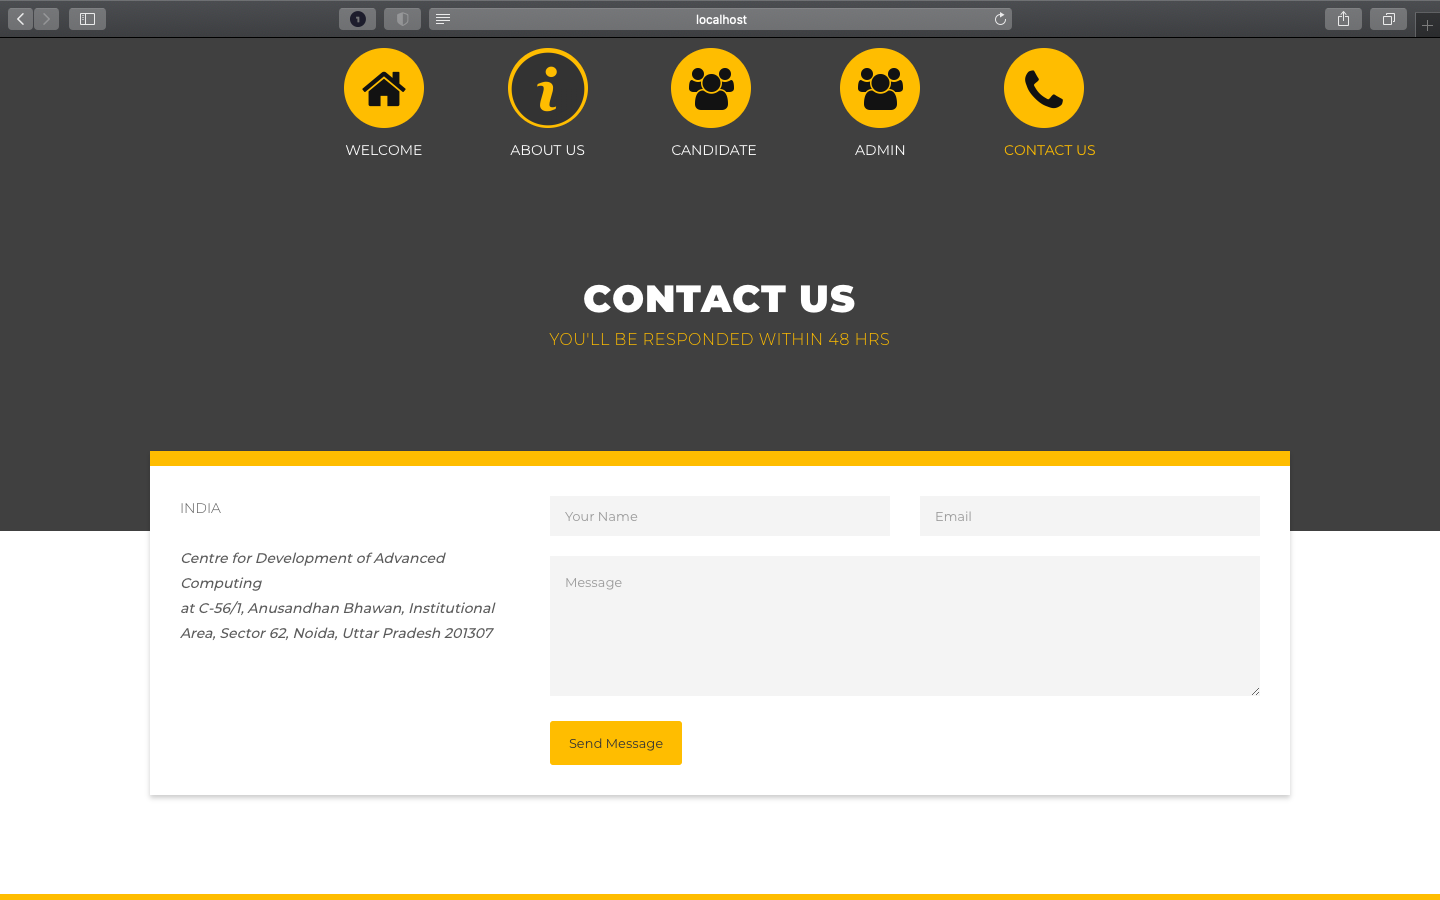 localhost
WELCOME
ABOUT US
CANDIDATE
ADMIN
CONTACT US
CONTACT US
YOU'LL BE RESPONDED WITHIN 48 HRS
INDIA
Centre for Development of Advanced
Computing
at C-56/1, Anusandhan Bhawan, Institutional
Area, Sector 62, Noida, Uttar Pradesh 201307
Your Name
Email
Message
Send Message